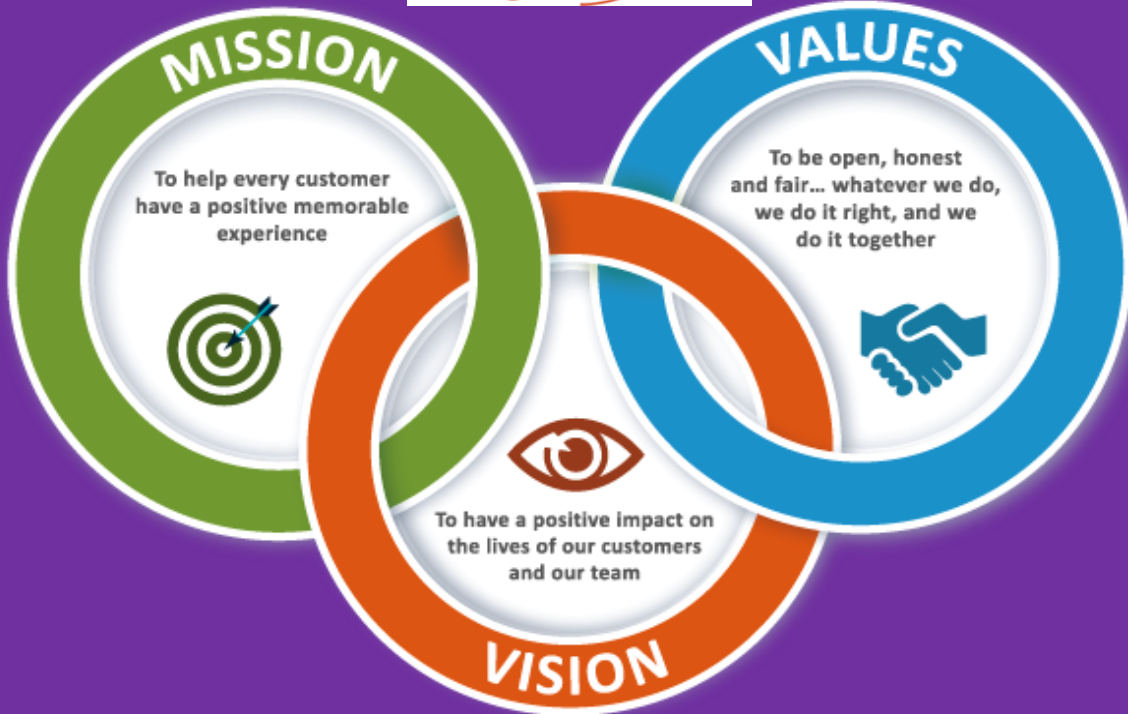 MISSION
To help every customer
have a positive memorable
experience
VALUES
To be open, honest
and fair... whatever we do,
we do it right, and we
do it together
To have a positive impact on
the lives of our customers
and our team
VISION